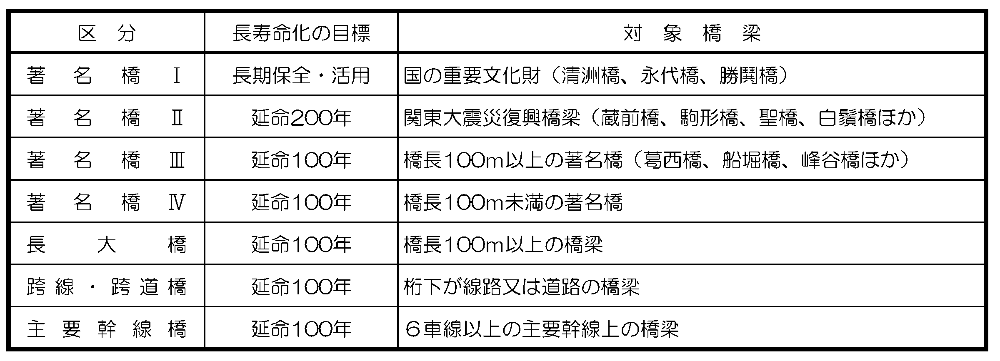 区分 長寿命化の目標 対象橋梁
著名橋Ⅰ 長期保全・活用 国の重要文化財（清洲橋、永代橋、勝鬨橋）
著名橋Ⅱ 延命200年 関東大震災復興橋梁（蔵前橋、駒形橋、聖橋、白鬚橋ほか）
著名橋Ⅲ 延命100年 橋長100m以上の著名橋（葛西橋、船堀橋、峰谷橋ほか）
著名橋Ⅳ 延命100年 橋長100m未満の著名橋
長大橋 延命100年 橋長100m以上の橋梁
跨線・跨道橋 延命100年 桁下が線路又は道路の橋梁
主要幹線橋 延命100年 ６車線以上の主要幹線上の橋梁